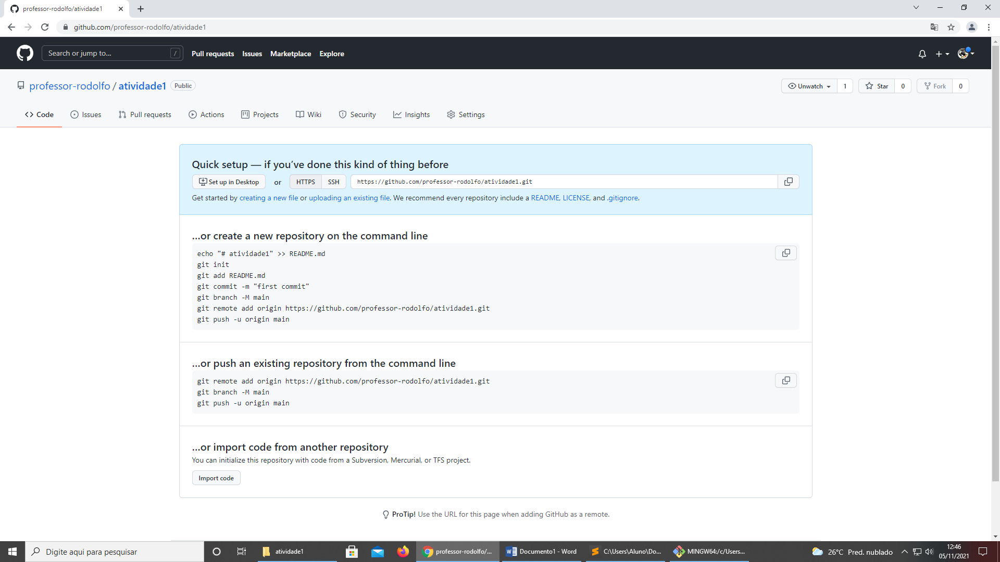 professor-rodolfo/atividade1
github.com/professor-rodolfo/atividade1
Search or jump to... /
Pull requests Issues Marketplace Explore
professor-rodolfo / atividade1 Public
Unwatch 1 Star 0 Fork 0
Code Issues Pull requests Actions Projects Wiki Security Insights Settings
Quick setup — if you’ve done this kind of thing before
Set up in Desktop or HTTPS SSH https://github.com/professor-rodolfo/atividade1.git
Get started by creating a new file or uploading an existing file. We recommend every repository include a README, LICENSE, and .gitignore.
…or create a new repository on the command line
echo "# atividade1" >> README.md
git init
git add README.md
git commit -m "first commit"
git branch -M main
git remote add origin https://github.com/professor-rodolfo/atividade1.git
git push -u origin main
…or push an existing repository from the command line
git remote add origin https://github.com/professor-rodolfo/atividade1.git
git branch -M main
git push -u origin main
…or import code from another repository
You can initialize this repository with code from a Subversion, Mercurial, or TFS project.
Import code
ProTip! Use the URL for this page when adding GitHub as a remote.
Digite aqui para pesquisar
atividade1
professor-rodolfo/...
Documento1 - Word
C:\Users\Aluno\Do...
MINGW64:/c/Users...
26°C Pred. nublado
12:46
05/11/2021